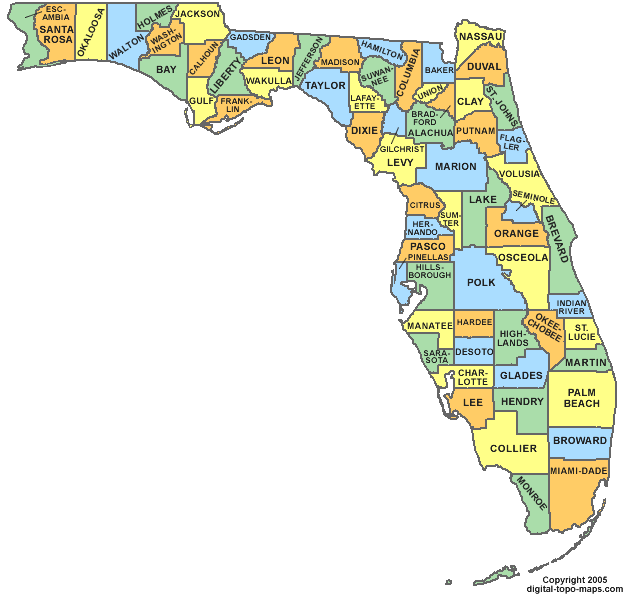 ESC-
AMBIA
SANTA
ROSA
OKALOOSA
WALTON
HOLMES
WASH-
INGTON
BAY
JACKSON
CALHOUN
GULF
LIBERTY
GADSDEN
FRANK-
LIN
LEON
WAKULLA
JEFFERSON
MADISON
TAYLOR
HAMILTON
SUWAN-
NEE
LAFAY-
ETTE
DIXIE
COLUMBIA
BAKER
UNION
BRAD-
FORD
ALACHUA
GILCHRIST
LEVY
NASSAU
DUVAL
CLAY
ST. JOHNS
PUTNAM
FLAG-
LER
MARION
VOLUSIA
CITRUS
SUM-
TER
LAKE
SEMINOLE
HER-
NANDO
ORANGE
BREVARD
PASCO
PINELLAS
HILLS-
BOROUGH
POLK
OSCEOLA
INDIAN
RIVER
MANATEE
HARDEE
HIGH-
LANDS
OKEE-
CHOBEE
ST.
LUCIE
SARA-
SOTA
DESOTO
MARTIN
CHAR-
LOTTE
GLADES
LEE
HENDRY
PALM
BEACH
COLLIER
BROWARD
MIAMI-DADE
MONROE
Copyright 2005
digital-topo-maps.com